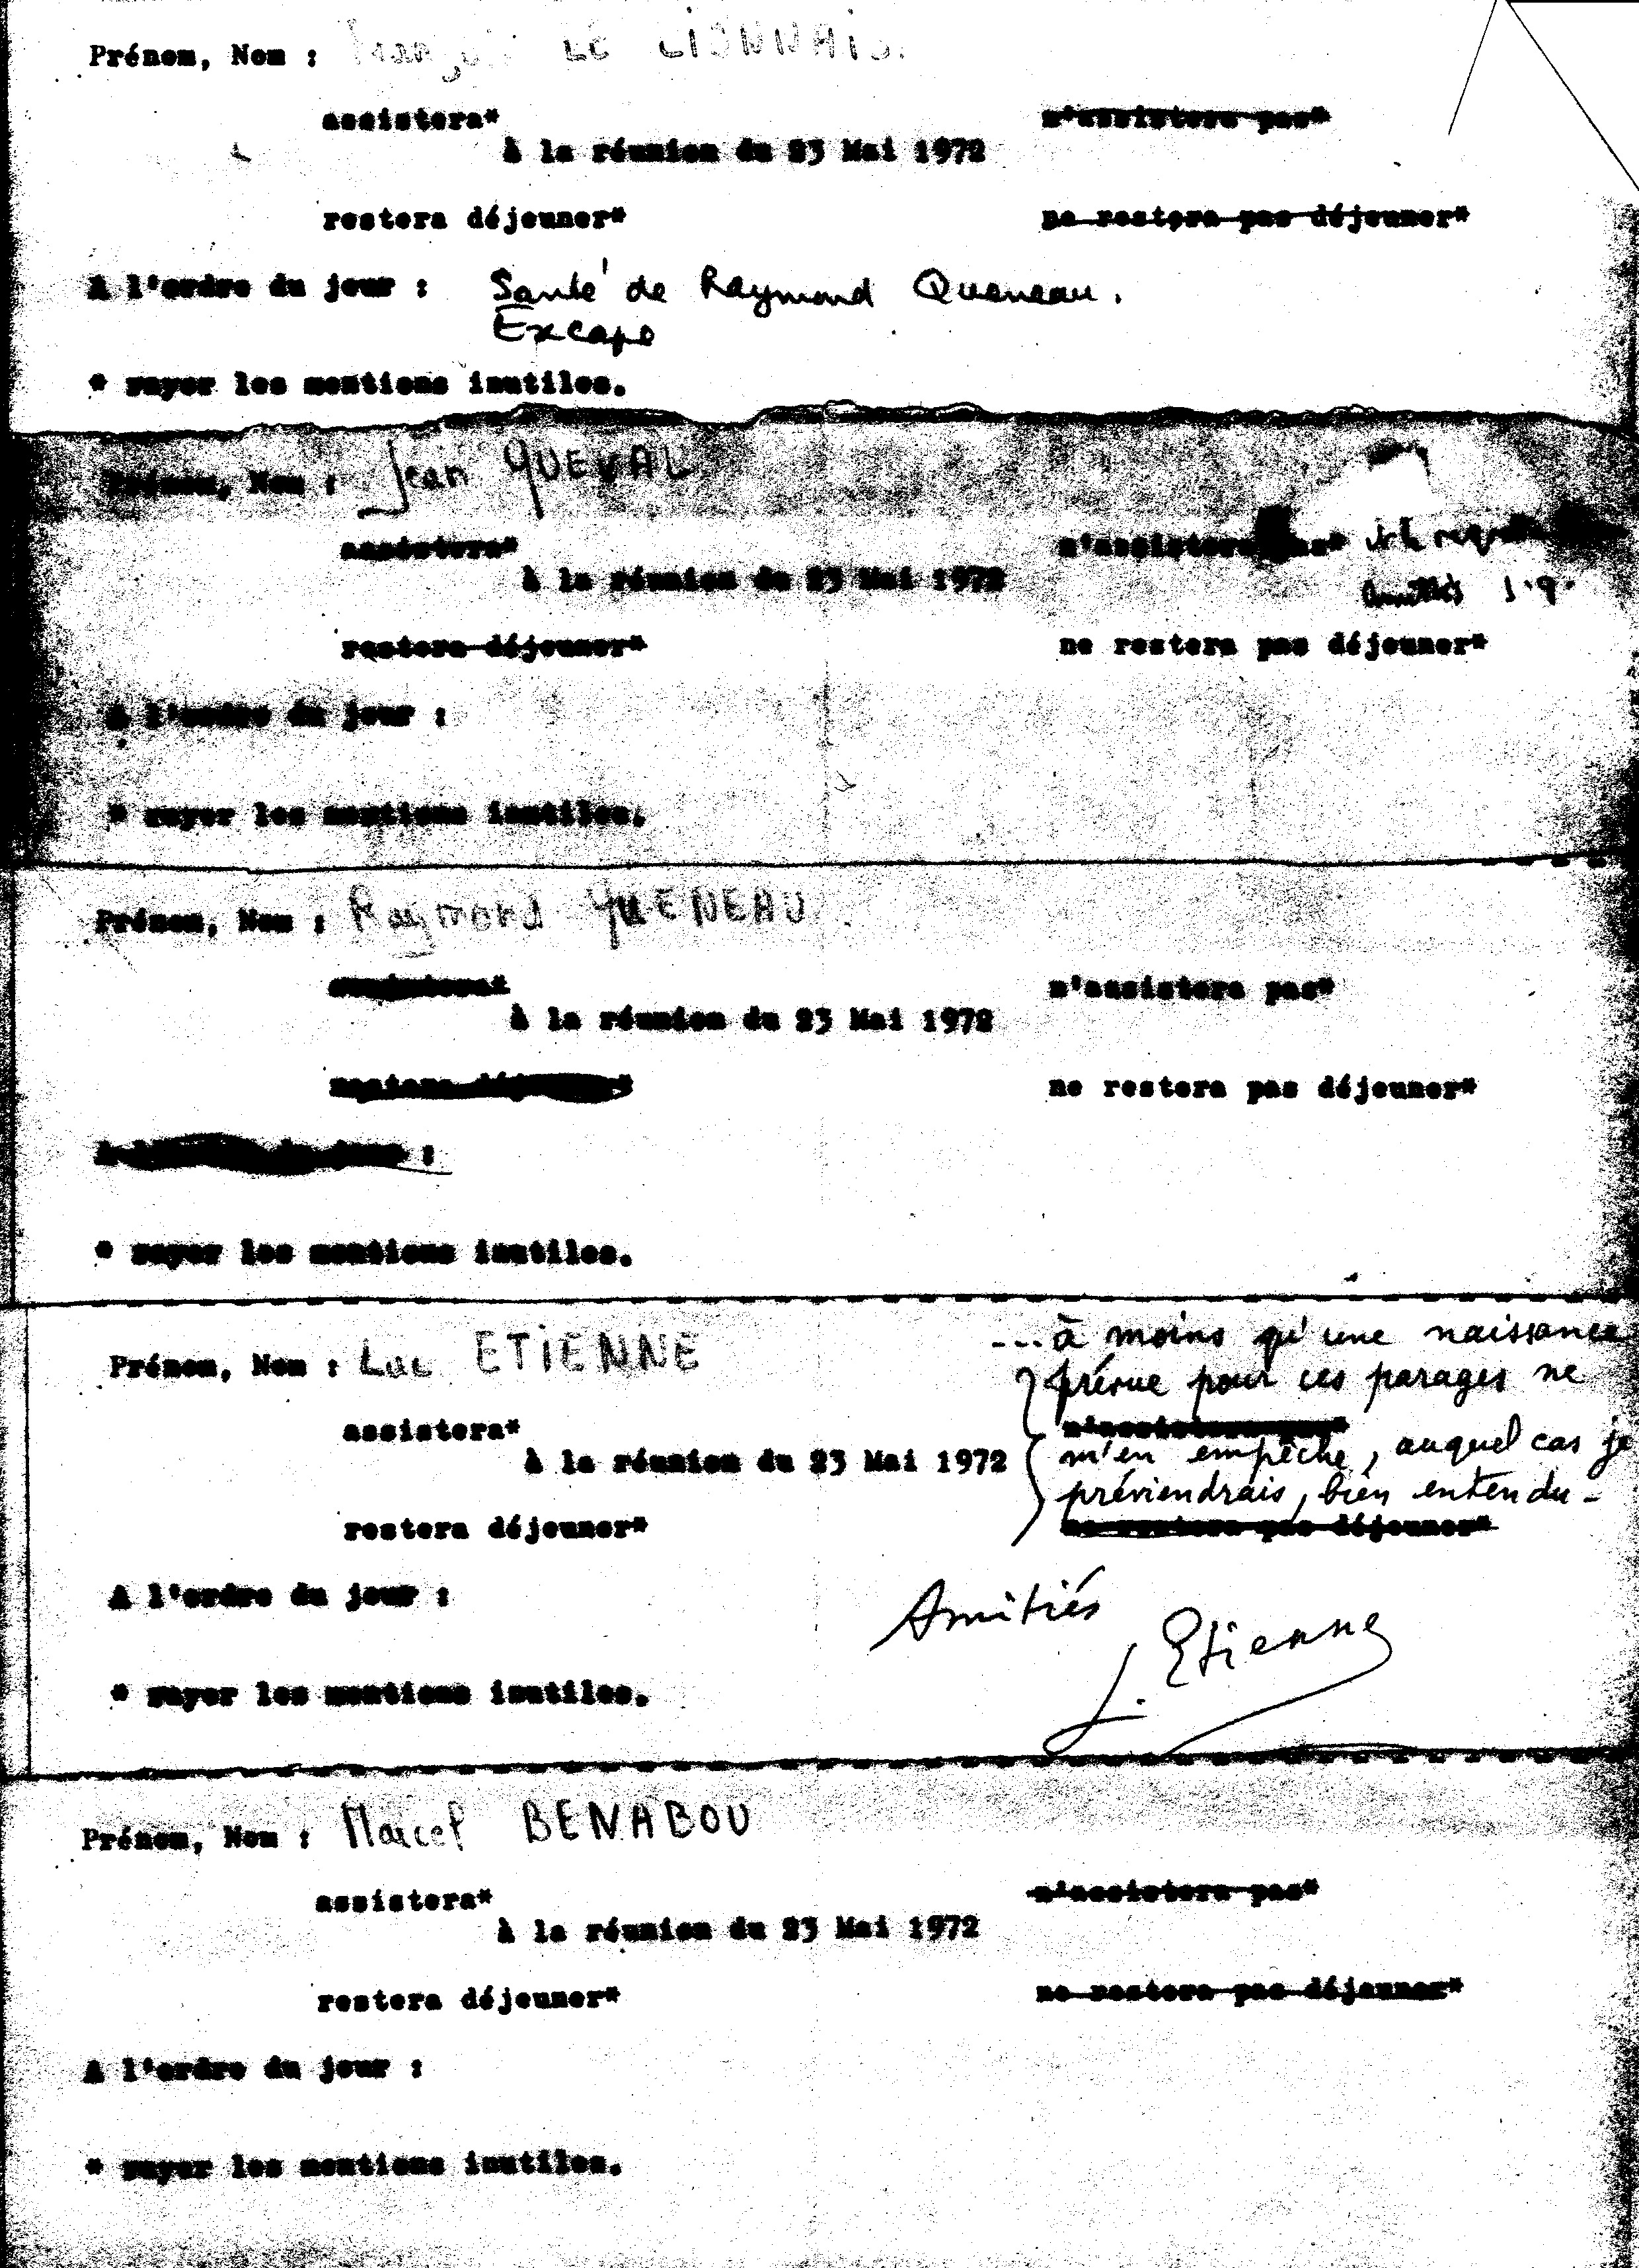 Prénom, Nom : François LE LIONNAIS.
assistera* n'assistera pas*
à la réunion du 23 Mai 1972
restera déjeuner* ne restera pas déjeuner*
A l'ordre du jour : Santé de Raymond Queneau.
Excape
* rayer les mentions inutiles.
Prénom, Nom : Jean QUEVAL
assistera* n'assistera pas*
à la réunion du 23 Mai 1972
Amitiés J.Q.
restera déjeuner* ne restera pas déjeuner*
A l'ordre du jour :
* rayer les mentions inutiles.
Prénom, Nom : Raymond QUENEAU
assistera* n'assistera pas*
à la réunion du 23 Mai 1972
restera déjeuner* ne restera pas déjeuner*
A l'ordre du jour :
* rayer les mentions inutiles.
...à moins qu'une naissance
Prénom, Nom : Luc ETIENNE prévue pour ces parages ne
assistera* n'assistera pas*
à la réunion du 23 Mai 1972 m'en empêche, auquel cas je
préviendrais, bien entendu -
restera déjeuner* ne restera pas déjeuner*
A l'ordre du jour : Amitiés
L. Etienne
* rayer les mentions inutiles.
Prénom, Nom : Marcel BENABOU
assistera* n'assistera pas*
à la réunion du 23 Mai 1972
restera déjeuner* ne restera pas déjeuner*
A l'ordre du jour :
* rayer les mentions inutiles.